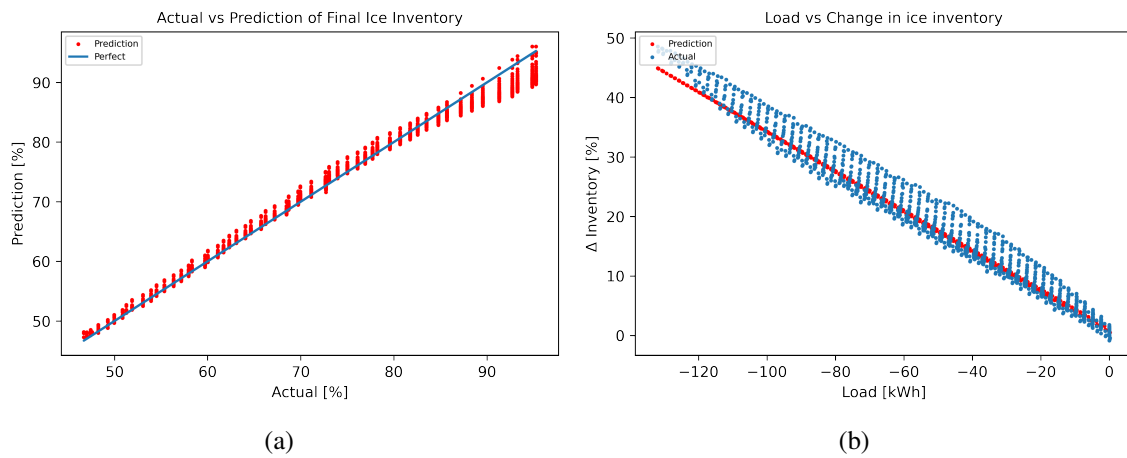 Actual vs Prediction of Final Ice Inventory
Prediction
Perfect
90
80
70
60
50
Prediction [%]
50 60 70 80 90
Actual [%]
(a)
Load vs Change in ice inventory
Prediction
Actual
50
40
30
20
10
0
Δ Inventory [%]
−120 −100 −80 −60 −40 −20 0
Load [kWh]
(b)